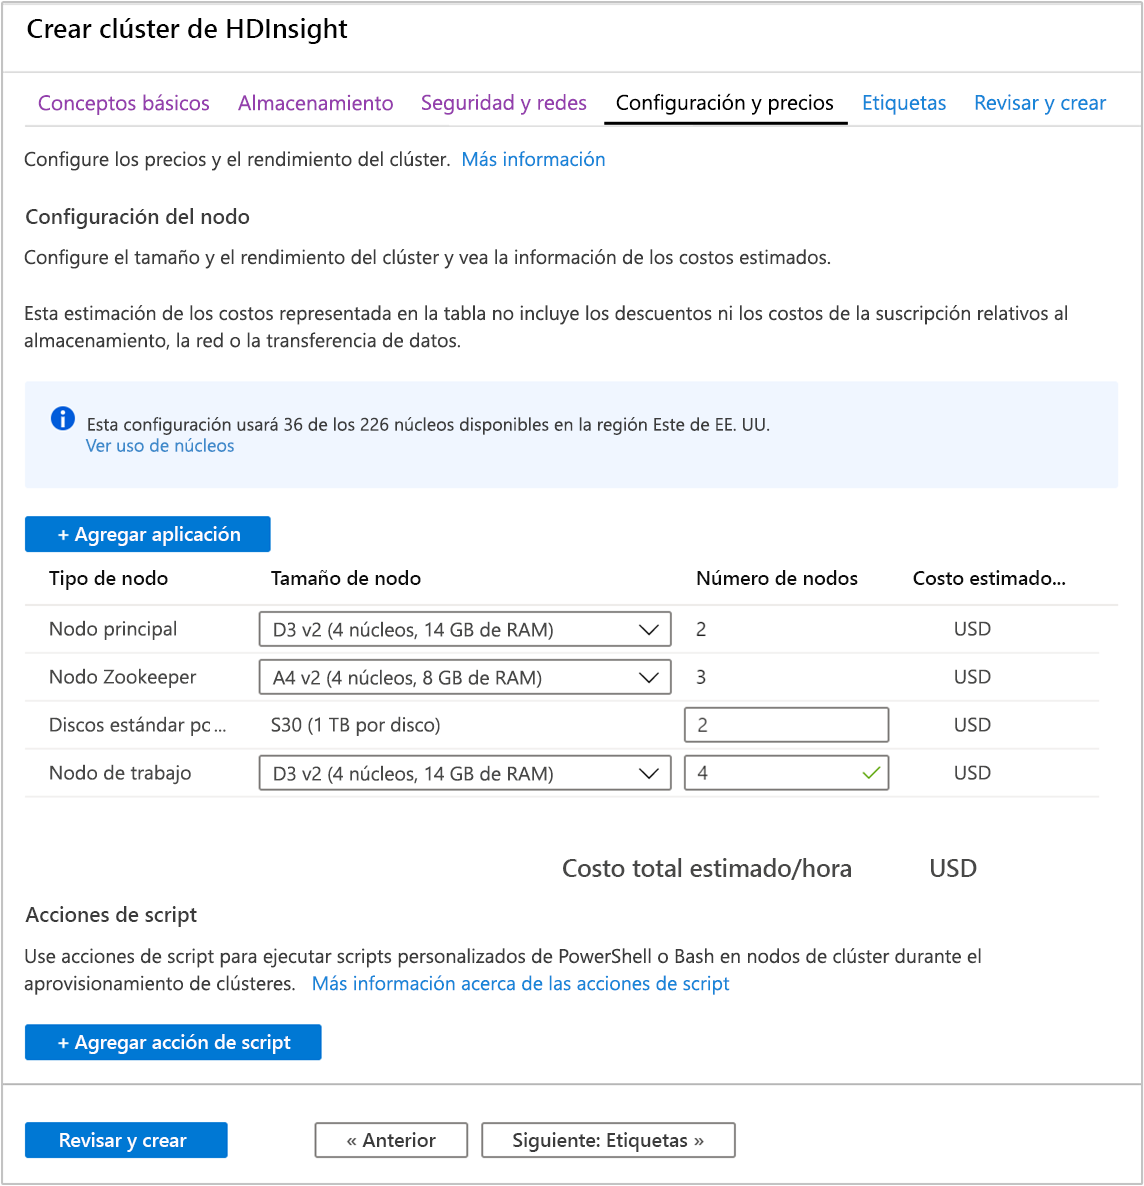 Crear clúster de HDInsight
Conceptos básicos Almacenamiento Seguridad y redes Configuración y precios Etiquetas Revisar y crear
Configure los precios y el rendimiento del clúster. Más información
Configuración del nodo
Configure el tamaño y el rendimiento del clúster y vea la información de los costos estimados.
Esta estimación de los costos representada en la tabla no incluye los descuentos ni los costos de la suscripción relativos al
almacenamiento, la red o la transferencia de datos.
Esta configuración usará 36 de los 226 núcleos disponibles en la región Este de EE. UU.
Ver uso de núcleos
+ Agregar aplicación
Tipo de nodo Tamaño de nodo Número de nodos Costo estimado...
Nodo principal D3 v2 (4 núcleos, 14 GB de RAM) 2 USD
Nodo Zookeeper A4 v2 (4 núcleos, 8 GB de RAM) 3 USD
Discos estándar pc... S30 (1 TB por disco) 2 USD
Nodo de trabajo D3 v2 (4 núcleos, 14 GB de RAM) 4 USD
Costo total estimado/hora USD
Acciones de script
Use acciones de script para ejecutar scripts personalizados de PowerShell o Bash en nodos de clúster durante el
aprovisionamiento de clústeres. Más información acerca de las acciones de script
+ Agregar acción de script
Revisar y crear « Anterior Siguiente: Etiquetas »